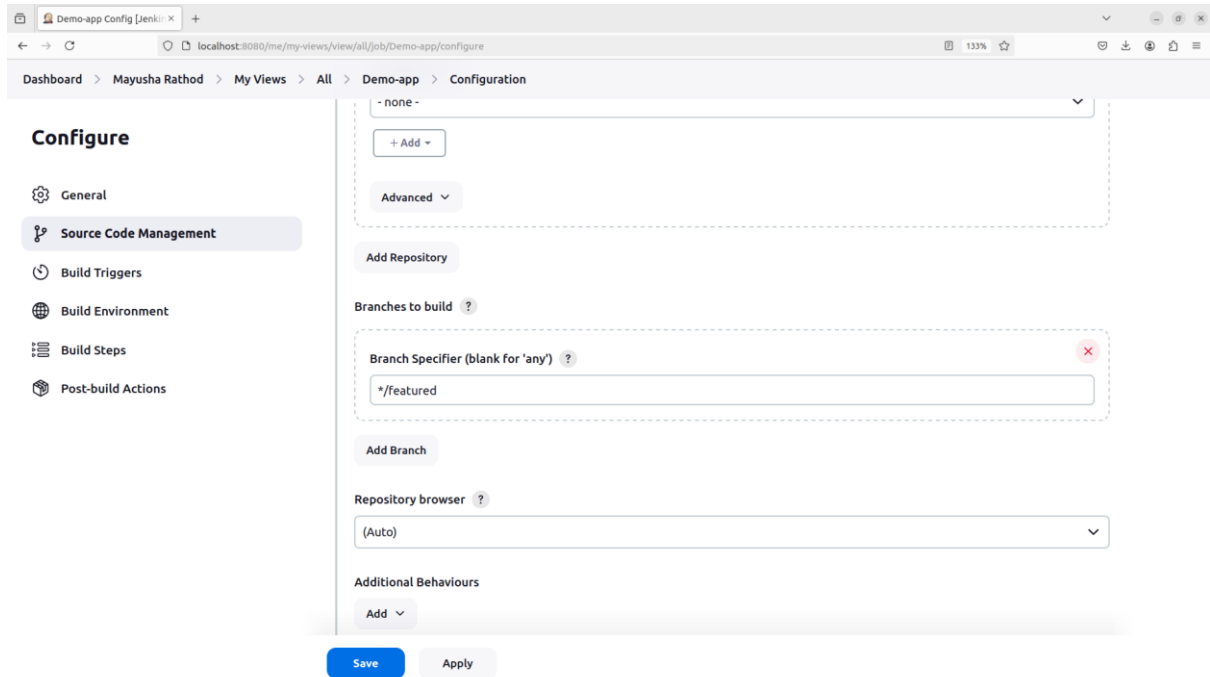 Demo-app Config [Jenkin
localhost:8080/me/my-views/view/all/job/Demo-app/configure
133%
Dashboard > Mayusha Rathod > My Views > All > Demo-app > Configuration
Configure
General
Source Code Management
Build Triggers
Build Environment
Build Steps
Post-build Actions
- none -
+ Add
Advanced
Add Repository
Branches to build ?
Branch Specifier (blank for 'any') ?
*/featured
Add Branch
Repository browser ?
(Auto)
Additional Behaviours
Add
Save Apply